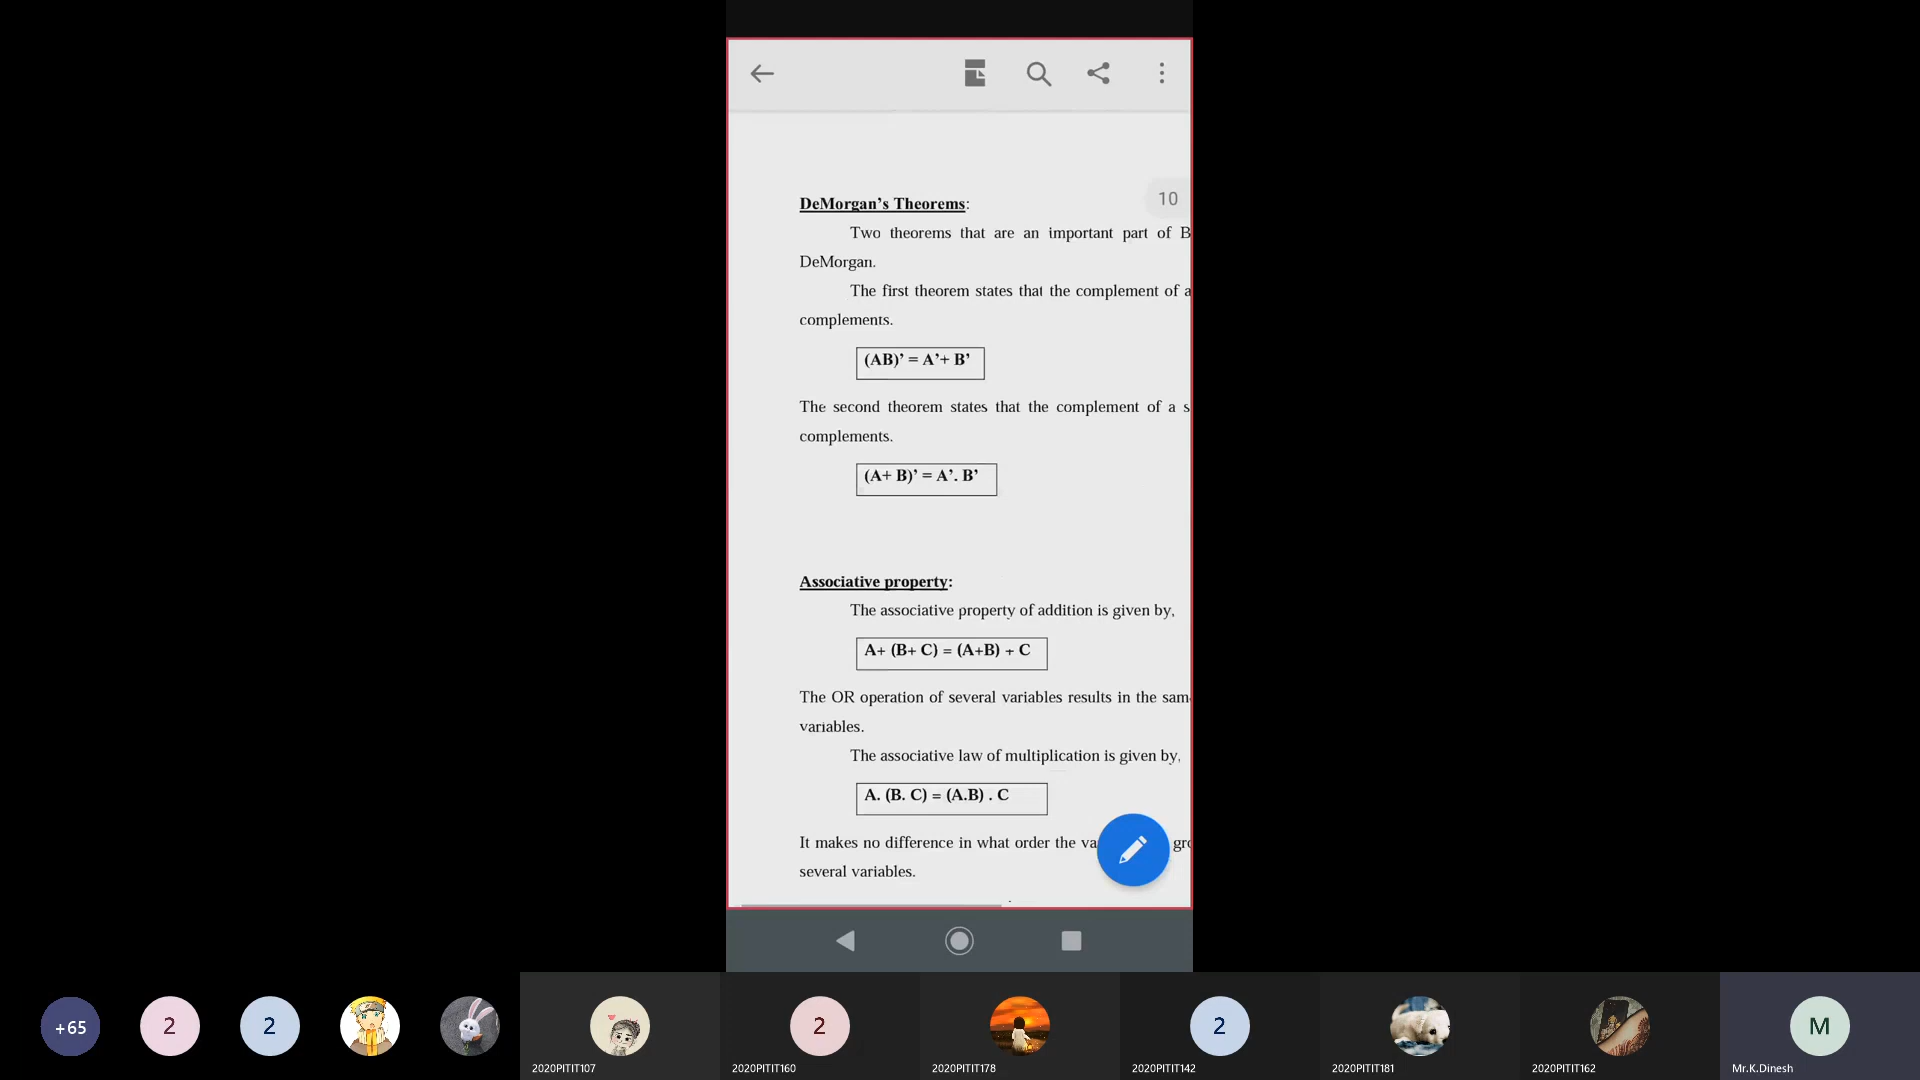 10
DeMorgan’s Theorems:
Two theorems that are an important part of B
DeMorgan.
The first theorem states that the complement of a
complements.
(AB)’ = A’+ B’
The second theorem states that the complement of a s
complements.
(A+ B)’ = A’. B’
Associative property:
The associative property of addition is given by,
A+ (B+ C) = (A+B) + C
The OR operation of several variables results in the sam
variables.
The associative law of multiplication is given by,
A. (B. C) = (A.B) . C
It makes no difference in what order the va gro
several variables.
+65
2
2
2
2
M
2020PITIT107
2020PITIT160
2020PITIT178
2020PITIT142
2020PITIT181
2020PITIT162
Mr.K.Dinesh